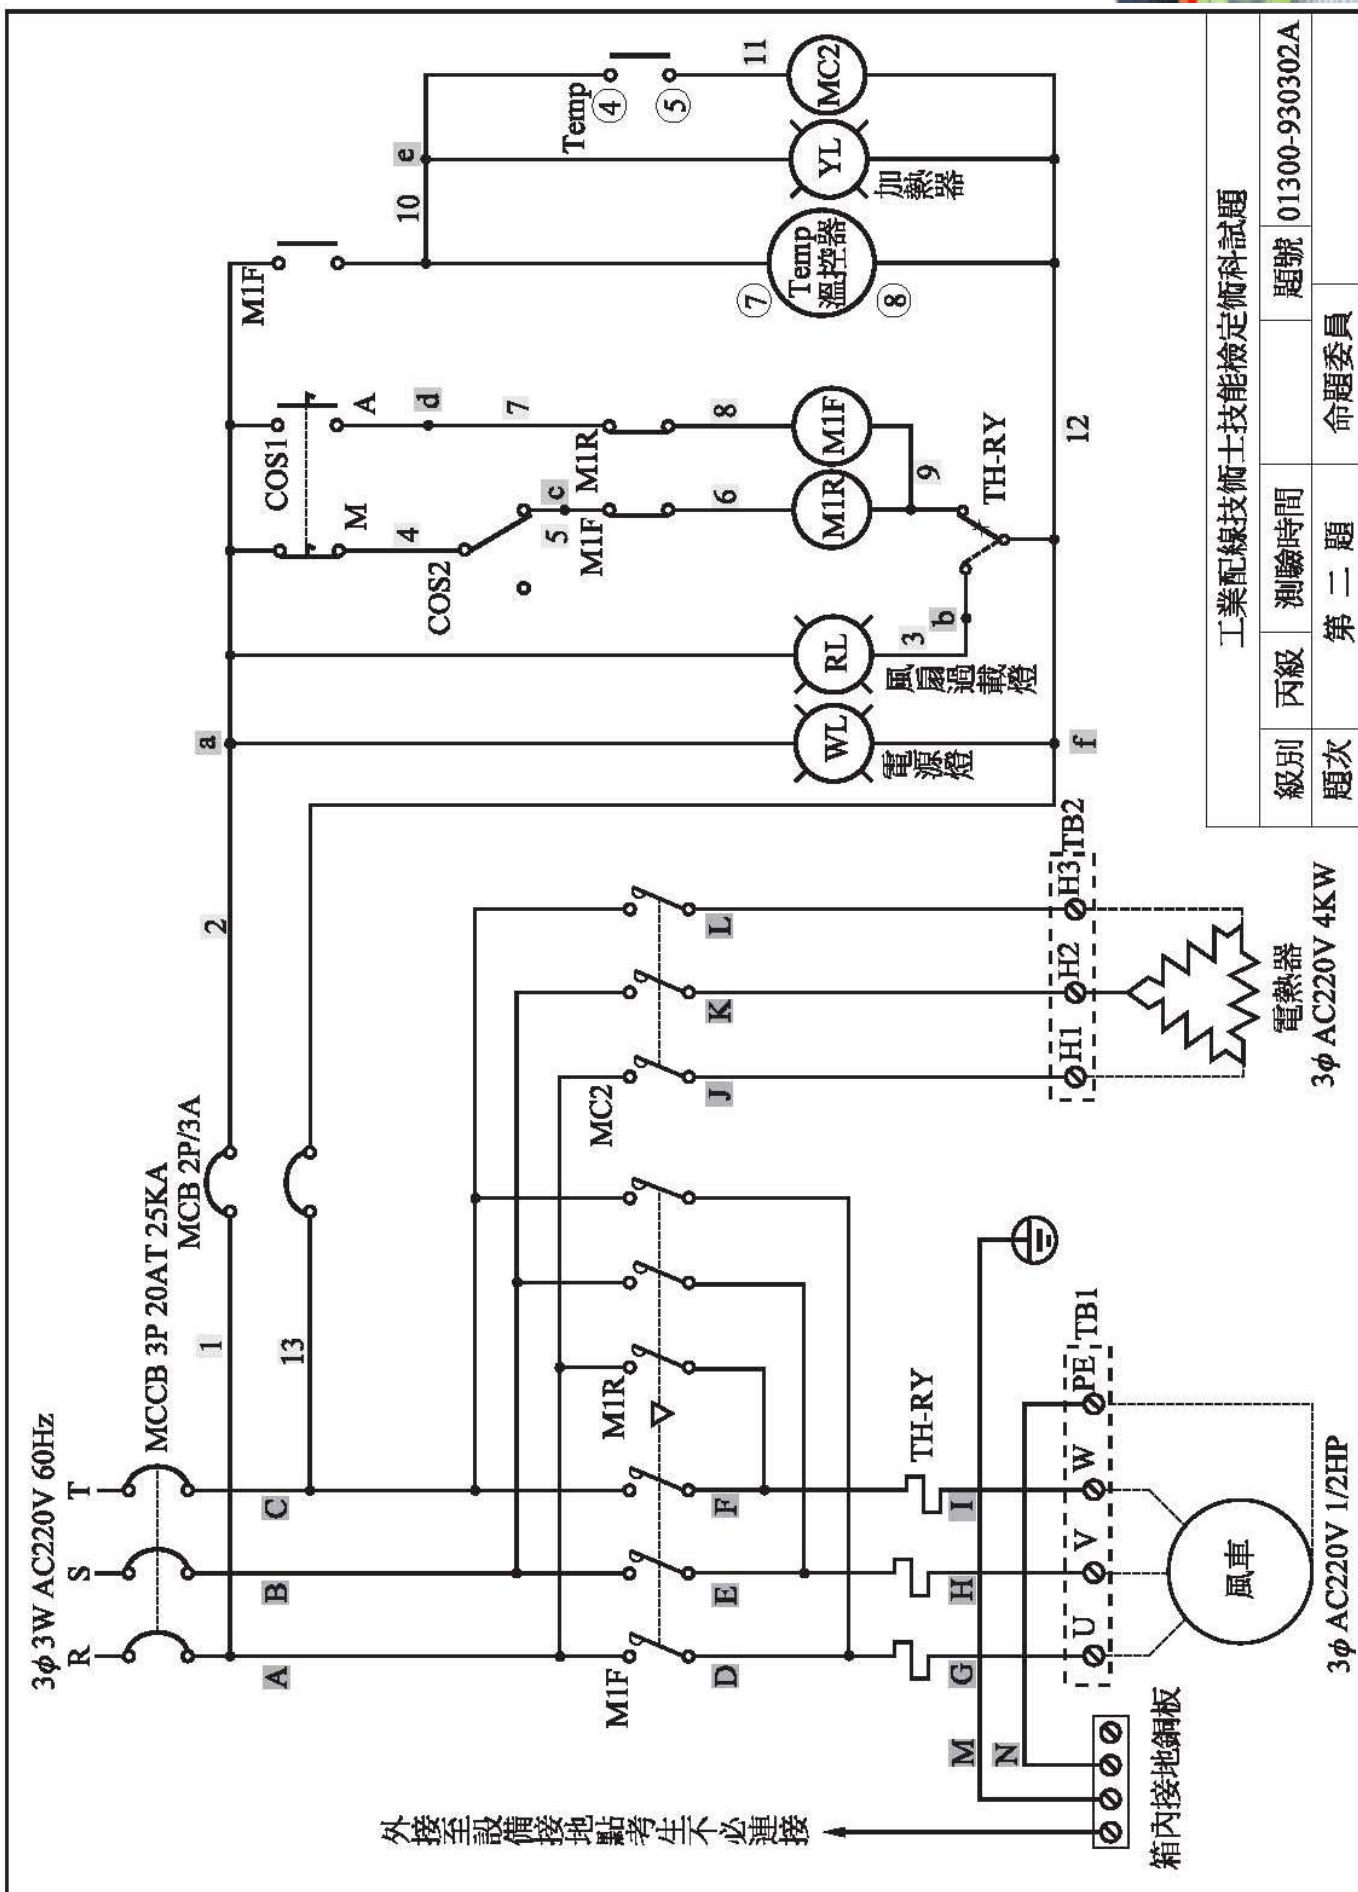 3φ 3W AC220V 60Hz
R S T
MCCB 3P 20AT 25KA
MCB 2P/3A
1
2
13
A
B
C
a
M1F
M1R
MC2
D
E
F
J
K
L
TH-RY
G
H
I
M
N
U V W PE
TB1
H1 H2 H3
TB2
風車
3φ AC220V 1/2HP
電熱器
3φ AC220V 4KW
箱內接地銅板
外接至設備接地點考生不必連接
COS1
M
A
4
COS2
5
c
d
7
M1F
M1R
6
8
M1R
M1F
9
TH-RY
WL
電源燈
RL
風扇過載燈
3
b
f
12
M1F
10
e
Temp
④
⑤
11
⑦
Temp
溫控器
⑧
YL
加熱器
MC2
工業配線技術士技能檢定術科試題
級別 丙級 測驗時間 題號 01300-930302A
題次 第 二 題 命題委員